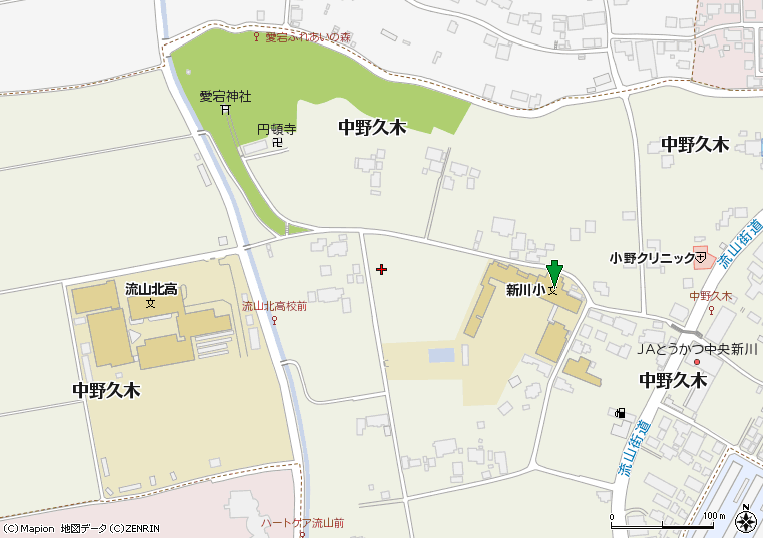 愛宕ふれあいの森
愛宕神社
円頓寺
中野久木
中野久木
流山街道
小野クリニック
新川小
流山北高
流山北高校前
中野久木
JAとうかつ中央新川
中野久木
中野久木
流山街道
ハートケア流山前
100 m
(C)Mapion 地図データ(C)ZENRIN